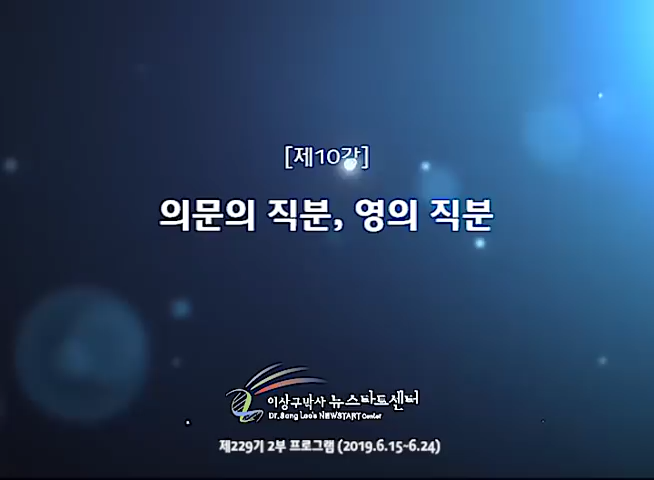 [제10강]
의문의 직분, 영의 직분
이상구박사 뉴스타트센터
Dr. Sang Lee's NEWSTART Center
제229기 2부 프로그램 (2019.6.15~6.24)